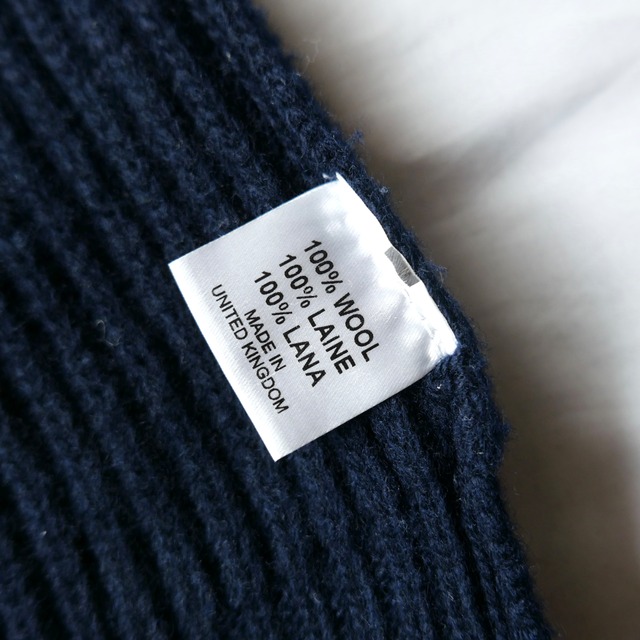 100% WOOL
100% LAINE
100% LANA
MADE IN
UNITED KINGDOM